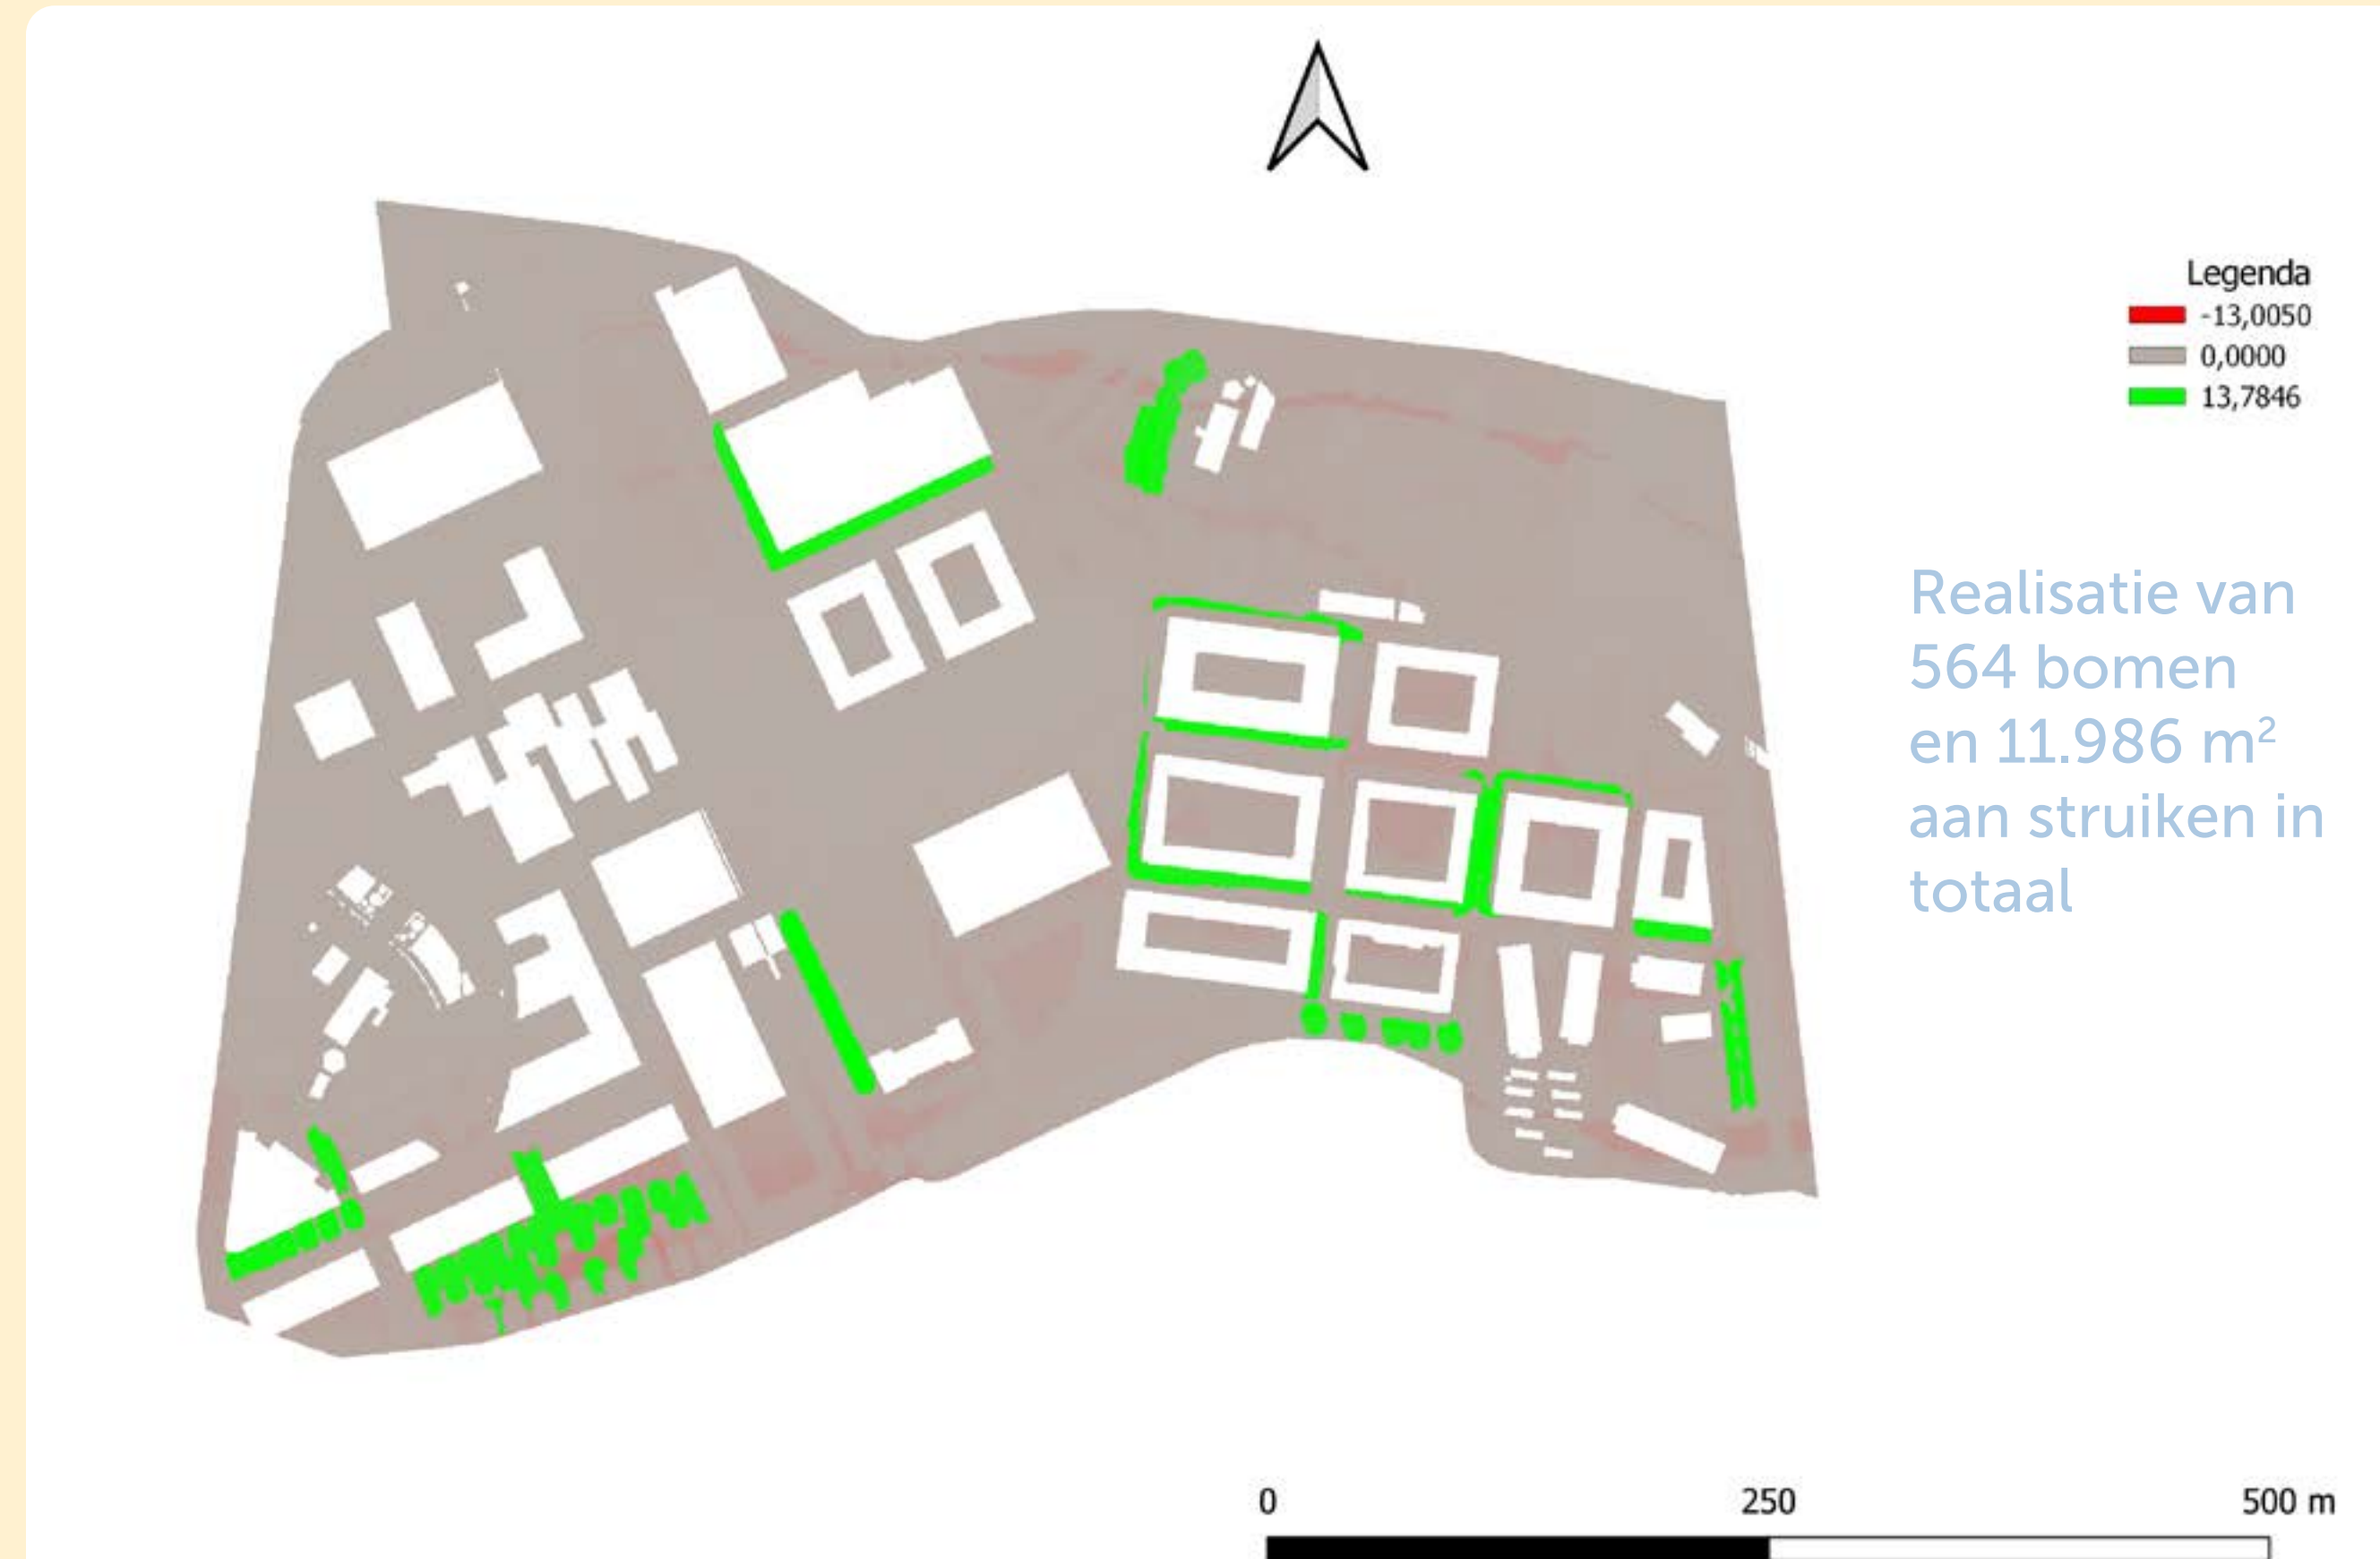 Legenda
-13,0050
0,0000
13,7846
Realisatie van
564 bomen
en 11.986 m²
aan struiken in
totaal
0 250 500 m